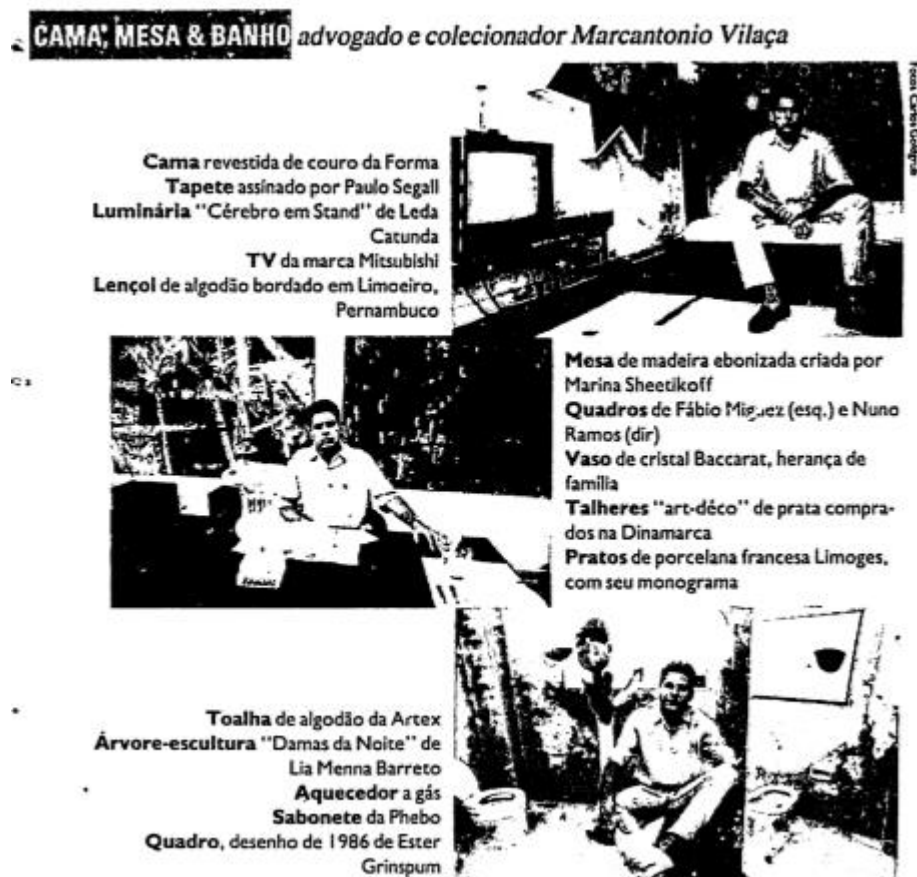 CAMA, MESA & BANHO advogado e colecionador Marcantonio Vilaça
Cama revestida de couro da Forma
Tapete assinado por Paulo Segall
Luminária "Cérebro em Stand" de Leda
Catunda
TV da marca Mitsubishi
Lençol de algodão bordado em Limoeiro,
Pernambuco
Mesa de madeira ebonizada criada por
Marina Sheetikoff
Quadros de Fábio Miguez (esq.) e Nuno
Ramos (dir)
Vaso de cristal Baccarat, herança de
família
Talheres "art-déco" de prata compra-
dos na Dinamarca
Pratos de porcelana francesa Limoges,
com seu monograma
Toalha de algodão da Artex
Árvore-escultura "Damas da Noite" de
Lia Menna Barreto
Aquecedor a gás
Sabonete da Phebo
Quadro, desenho de 1986 de Ester
Grinspum